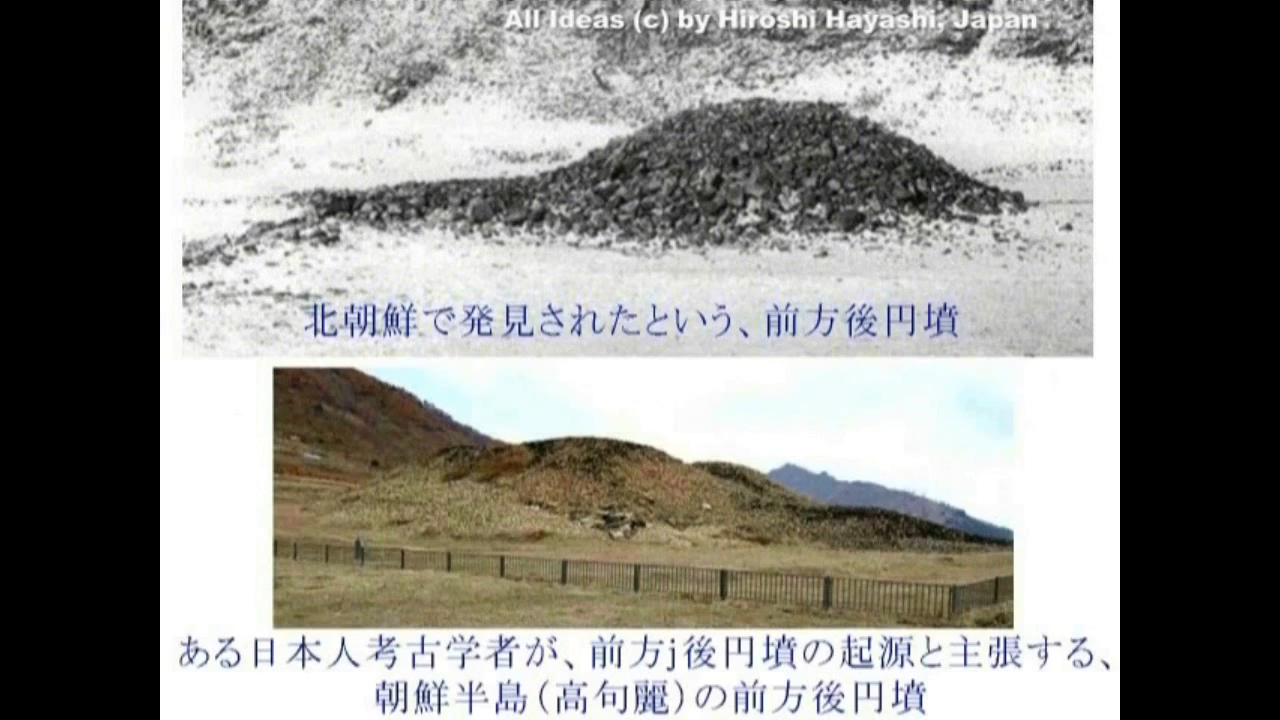 All Ideas (c) by Hiroshi Hayashi, Japan
北朝鮮で発見されたという、前方後円墳
ある日本人考古学者が、前方j後円墳の起源と主張する、
朝鮮半島（高句麗）の前方後円墳